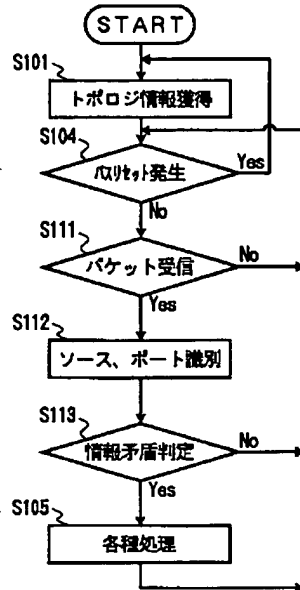 START
S101
トポロジ情報獲得
S104
バスリセット発生
Yes
No
S111
パケット受信
No
Yes
S112
ソース、ポート識別
S113
情報矛盾判定
No
Yes
S105
各種処理